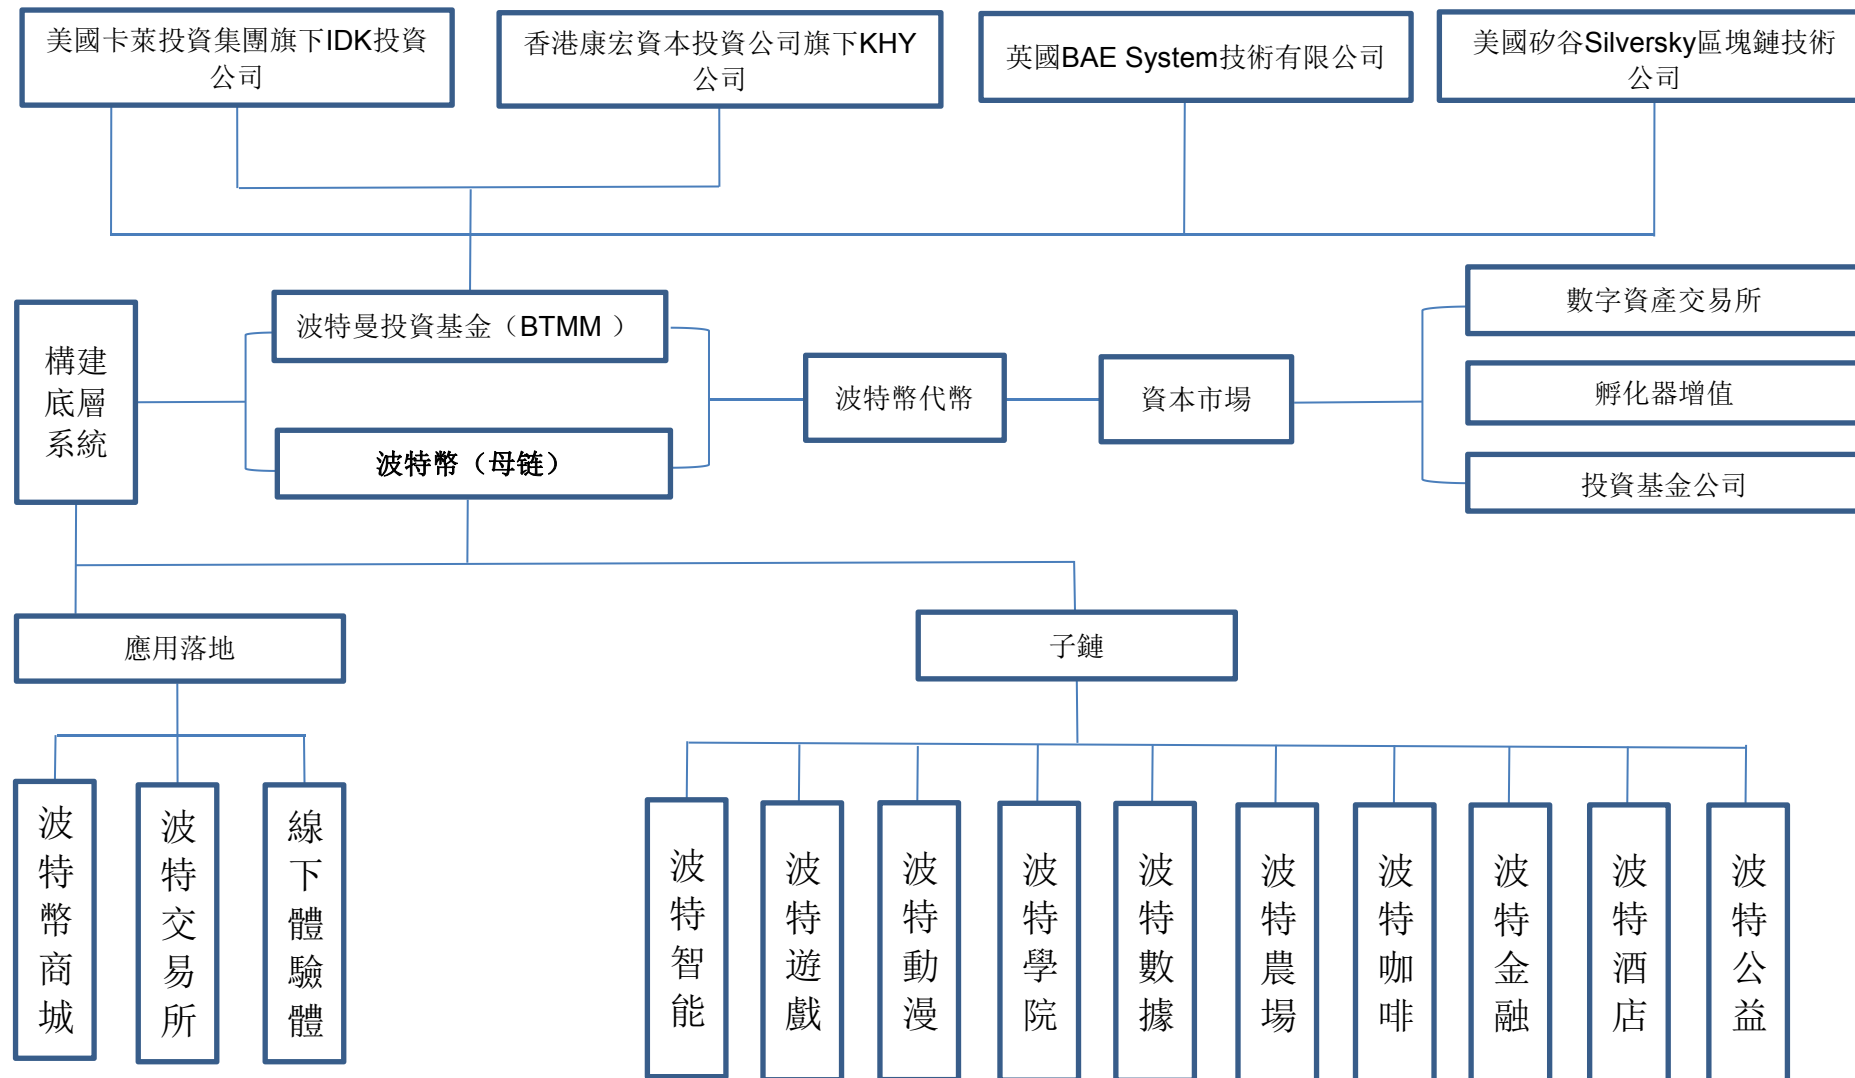 美國卡萊投資集團旗下IDK投資
公司
香港康宏資本投資公司旗下KHY
公司
英國BAE System技術有限公司
美國矽谷Silversky區塊鏈技術
公司
構建
底層
系統
波特曼投資基金（BTMM ）
波特幣（母链）
波特幣代幣
資本市場
數字資產交易所
孵化器增值
投資基金公司
應用落地
子鏈
波特幣商城
波特交易所
線下體驗體
波特智能
波特遊戲
波特動漫
波特學院
波特數據
波特農場
波特咖啡
波特金融
波特酒店
波特公益